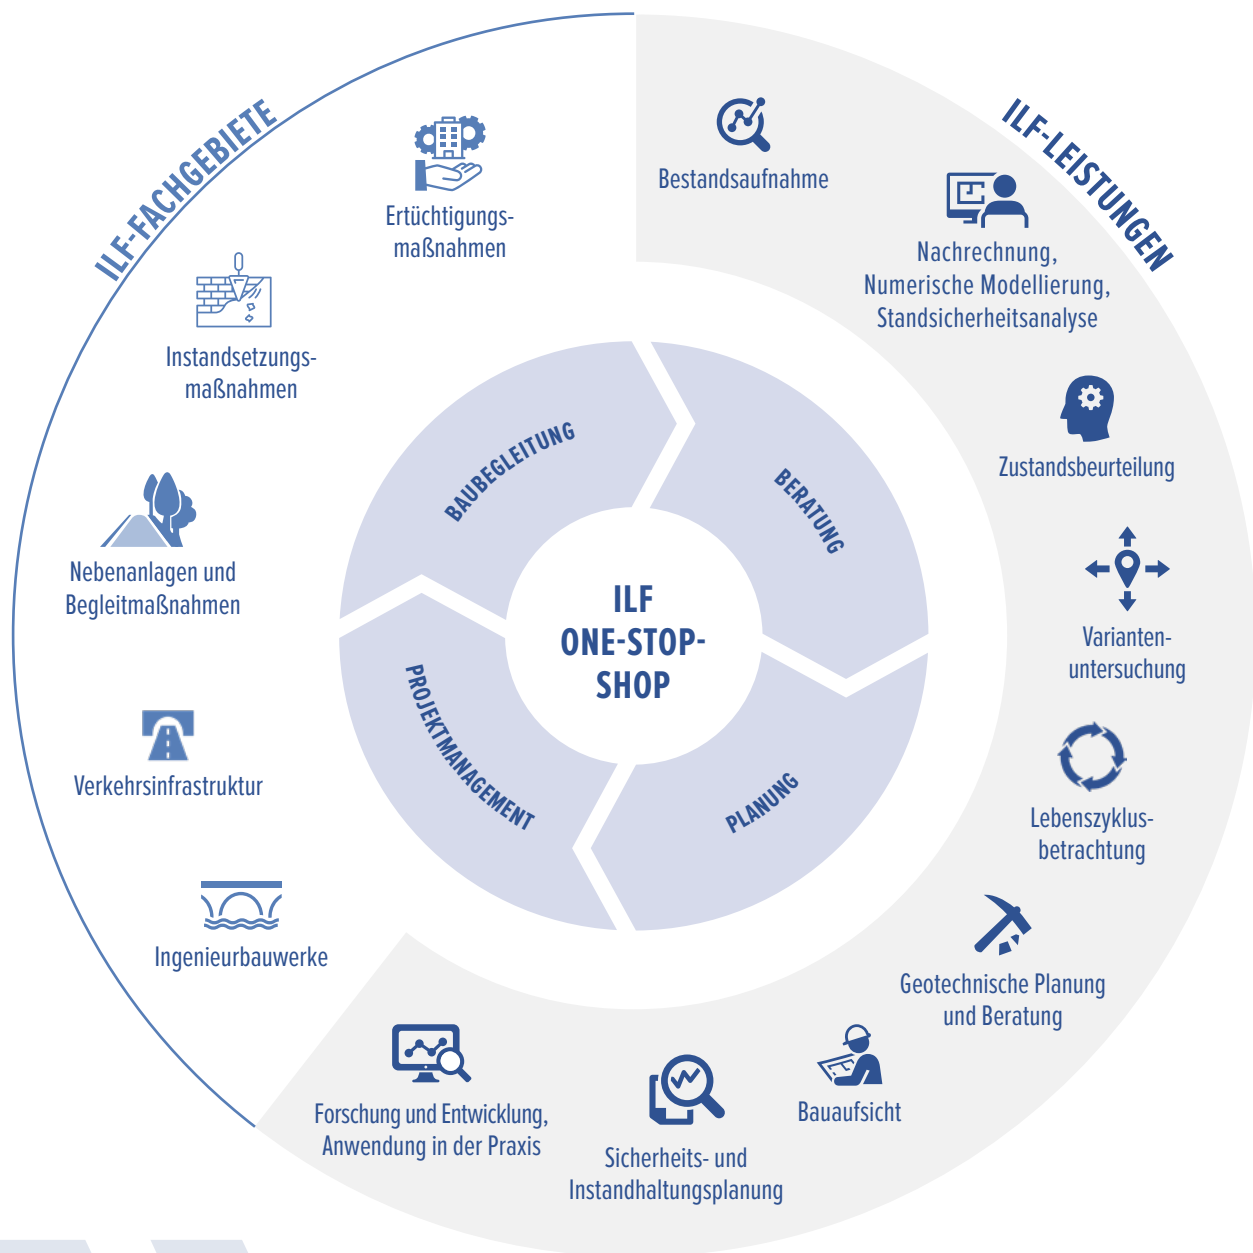 ILF-FACHGEBIETE
Ertüchtigungs-
maßnahmen
Instandsetzungs-
maßnahmen
Nebenanlagen und
Begleitmaßnahmen
Verkehrsinfrastruktur
Ingenieurbauwerke
ILF-LEISTUNGEN
Bestandsaufnahme
Nachrechnung,
Numerische Modellierung,
Standsicherheitsanalyse
Zustandsbeurteilung
Varianten-
untersuchung
Lebenszyklus-
betrachtung
Geotechnische Planung
und Beratung
Bauaufsicht
Sicherheits- und
Instandhaltungsplanung
Forschung und Entwicklung,
Anwendung in der Praxis
BAUBEGLEITUNG
BERATUNG
PLANUNG
PROJEKTMANAGEMENT
ILF
ONE-STOP-
SHOP